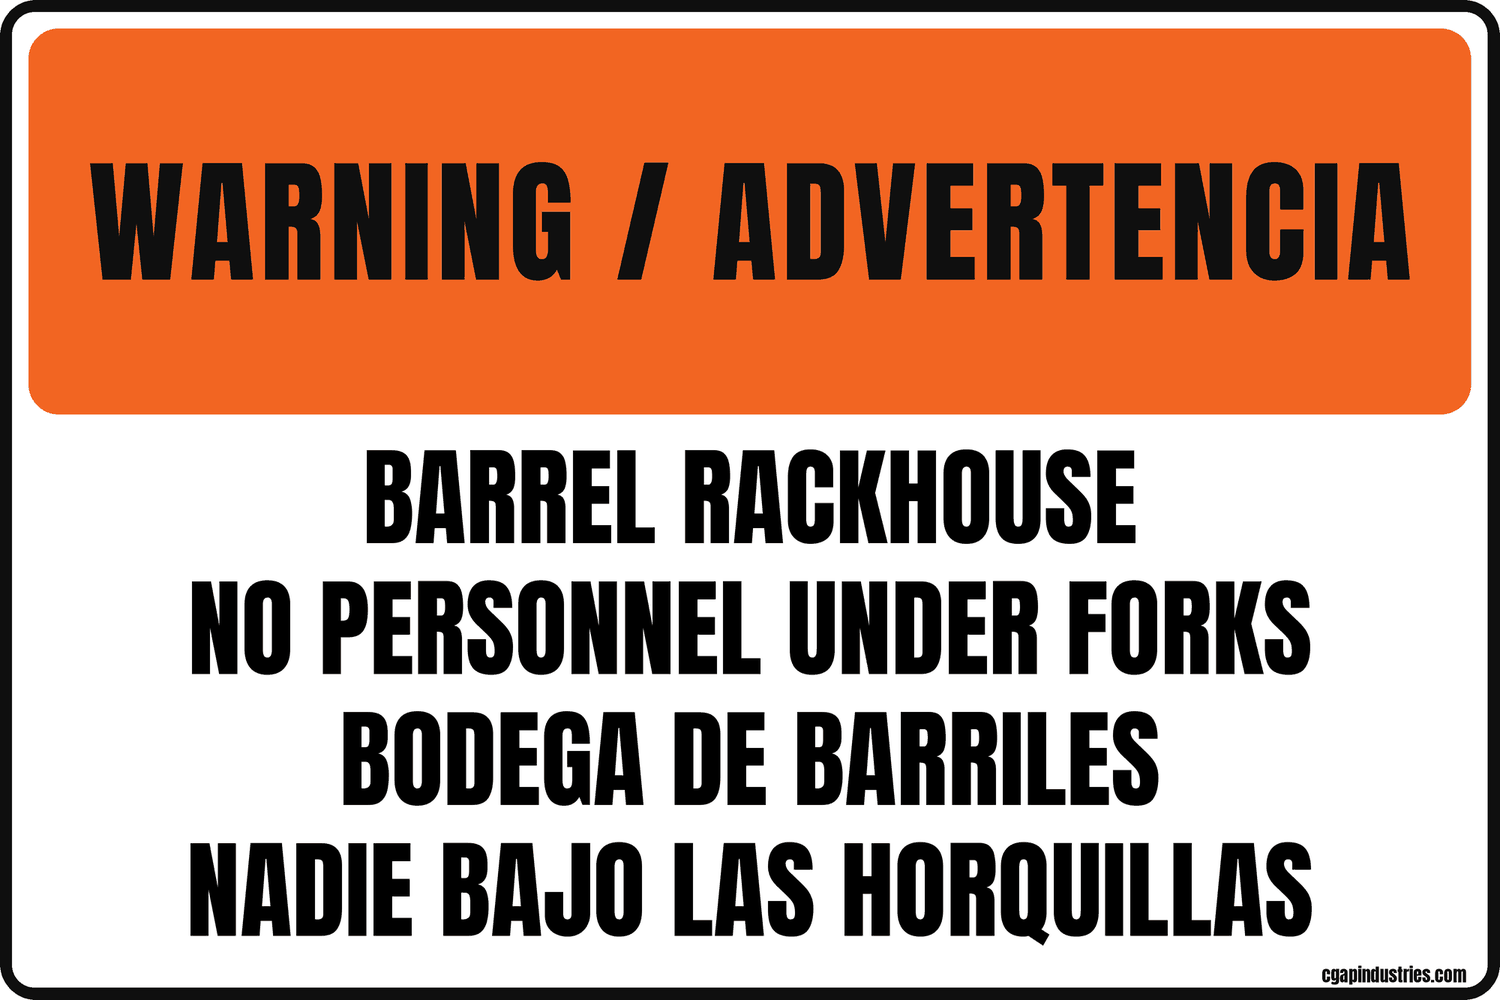 WARNING / ADVERTENCIA
BARREL RACKHOUSE
NO PERSONNEL UNDER FORKS
BODEGA DE BARRILES
NADIE BAJO LAS HORQUILLAS
cgapindustries.com